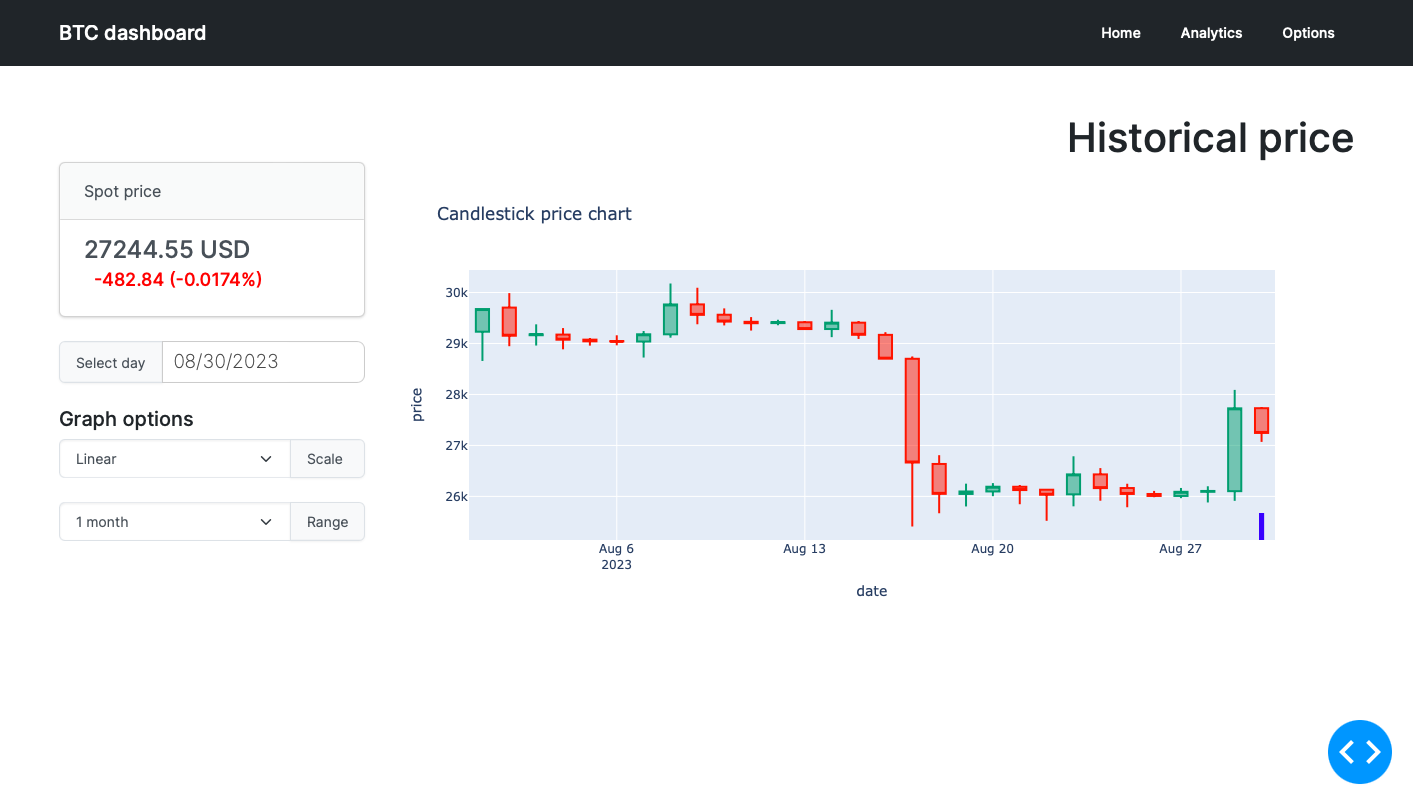 BTC dashboard
Home Analytics Options
Historical price
Spot price
27244.55 USD
-482.84 (-0.0174%)
Select day 08/30/2023
Graph options
Linear Scale
1 month Range
Candlestick price chart
price
30k
29k
28k
27k
26k
Aug 6 Aug 13 Aug 20 Aug 27
2023
date